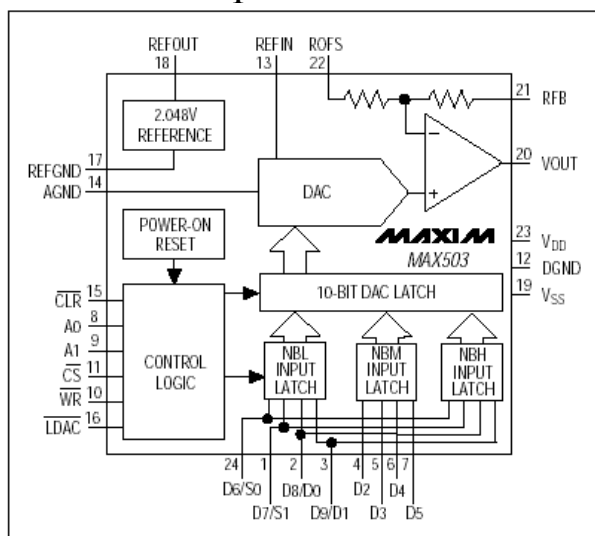 REFOUT
18
REFIN
13
ROFS
22
21
RFB
2.048V
REFERENCE
17
REFGND
14
AGND
DAC
20
VOUT
POWER-ON
RESET
MAXIM
MAX503
23
VDD
12
DGND
19
VSS
10-BIT DAC LATCH
15
CLR
8
A0
9
A1
11
CS
10
WR
16
LDAC
CONTROL
LOGIC
NBL
INPUT
LATCH
NBM
INPUT
LATCH
NBH
INPUT
LATCH
24 1 2 3 4 5 6 7
D6/S0 D8/D0 D2 D4
D7/S1 D9/D1 D3 D5